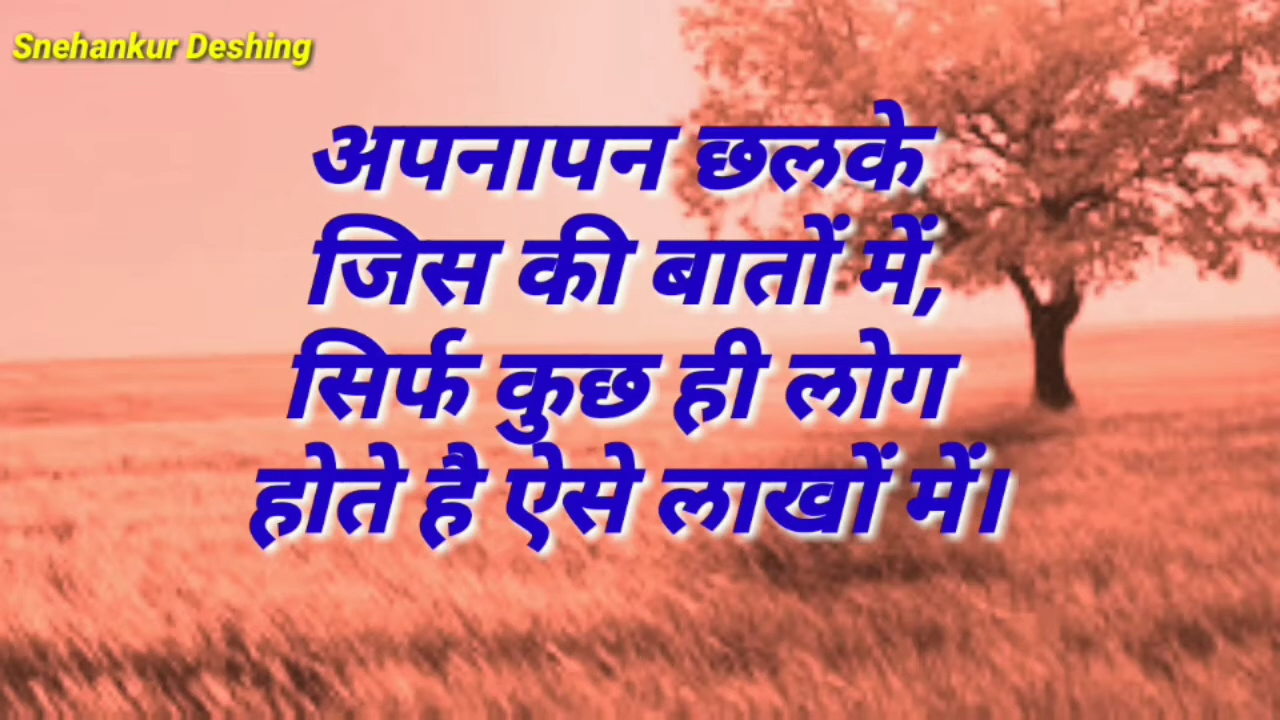 Snehankur Deshing
अपनापन छलके
जिस की बातों में,
सिर्फ कुछ ही लोग
होते है ऐसे लाखों में।